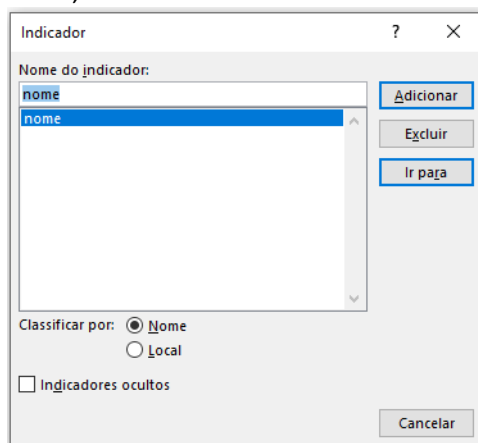 Indicador ?
Nome do indicador:
nome
Adicionar
nome
Excluir
Ir para
Classificar por: Nome
Local
Indicadores ocultos
Cancelar